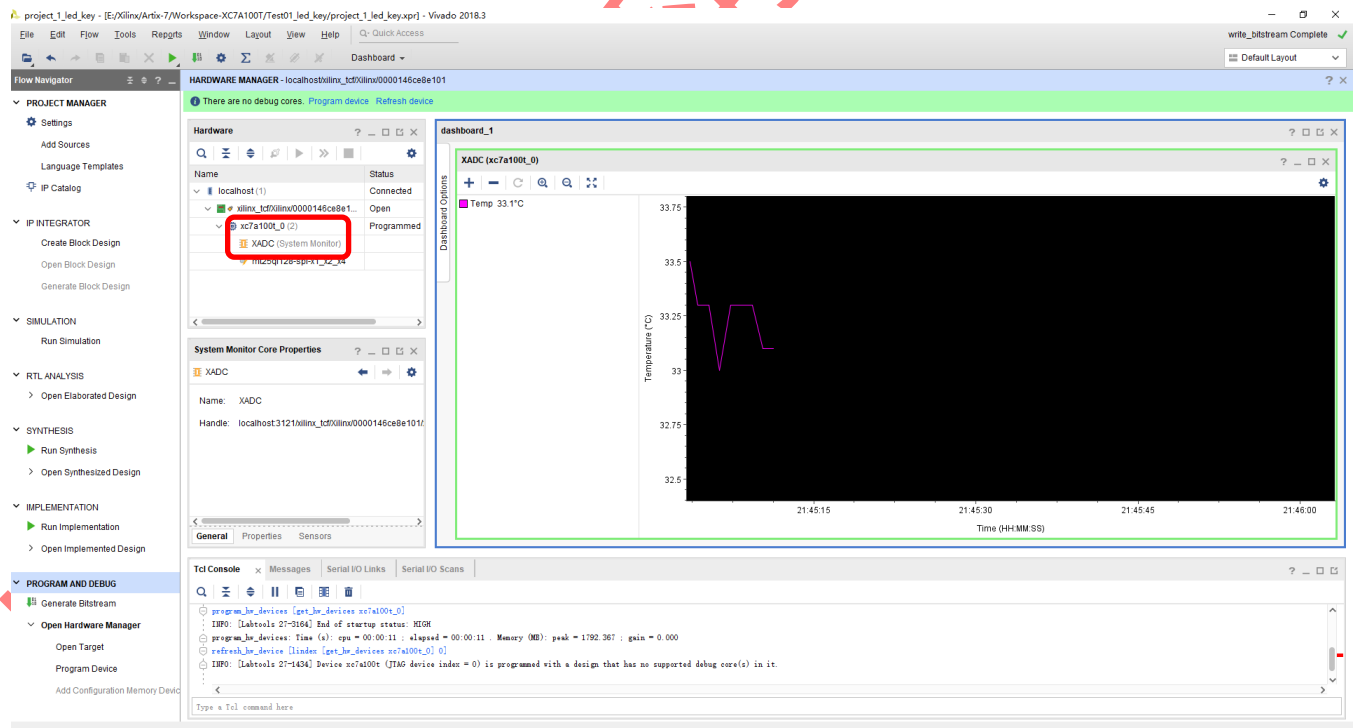 project_1_led_key - [E:/Xilinx/Artix-7/Workspace-XC7A100T/Test01_led_key/project_1_led_key.xpr] - Vivado 2018.3
File Edit Flow Tools Reports Window Layout View Help Q- Quick Access
write_bitstream Complete
Dashboard
Default Layout
Flow Navigator
HARDWARE MANAGER - localhost/xilinx_tcf/Xilinx/0000146ce8e101
There are no debug cores. Program device Refresh device
PROJECT MANAGER
Settings
Add Sources
Language Templates
IP Catalog
IP INTEGRATOR
Create Block Design
Open Block Design
Generate Block Design
SIMULATION
Run Simulation
RTL ANALYSIS
Open Elaborated Design
SYNTHESIS
Run Synthesis
Open Synthesized Design
IMPLEMENTATION
Run Implementation
Open Implemented Design
PROGRAM AND DEBUG
Generate Bitstream
Open Hardware Manager
Open Target
Program Device
Add Configuration Memory Devic
Hardware
Name Status
localhost (1) Connected
xilinx_tcf/Xilinx/0000146ce8e1... Open
xc7a100t_0 (2) Programmed
XADC (System Monitor)
mt25ql128-spi-x1_x2_x4
System Monitor Core Properties
XADC
Name: XADC
Handle: localhost:3121/xilinx_tcf/Xilinx/0000146ce8e101/
General Properties Sensors
dashboard_1
Dashboard Options
XADC (xc7a100t_0)
Temp 33.1°C
Temperature (°C)
33.75
33.5
33.25
33
32.75
32.5
21:45:15 21:45:30 21:45:45 21:46:00
Time (HH:MM:SS)
Tcl Console Messages Serial I/O Links Serial I/O Scans
program_hw_devices [get_hw_devices xc7a100t_0]
INFO: [Labtools 27-3164] End of startup status: HIGH
program_hw_devices: Time (s): cpu = 00:00:11 ; elapsed = 00:00:11 . Memory (MB): peak = 1792.367 ; gain = 0.000
refresh_hw_device [lindex [get_hw_devices xc7a100t_0] 0]
INFO: [Labtools 27-1434] Device xc7a100t (JTAG device index = 0) is programmed with a design that has no supported debug core(s) in it.
Type a Tcl command here